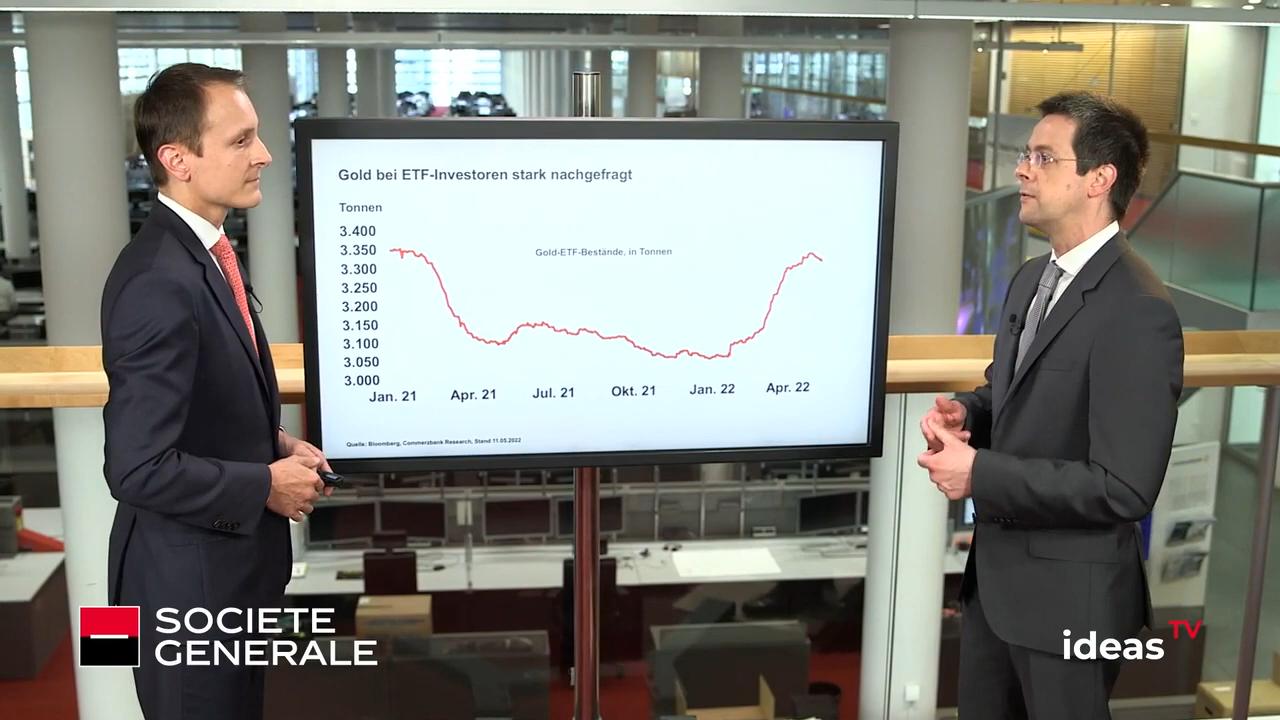 Gold bei ETF-Investoren stark nachgefragt
Tonnen
3.400
3.350
3.300
3.250
3.200
3.150
3.100
3.050
3.000
Gold-ETF-Bestände, in Tonnen
Jan. 21
Apr. 21
Jul. 21
Okt. 21
Jan. 22
Apr. 22
Quelle: Bloomberg, Commerzbank Research, Stand 11.05.2022
SOCIETE
GENERALE
ideas TV